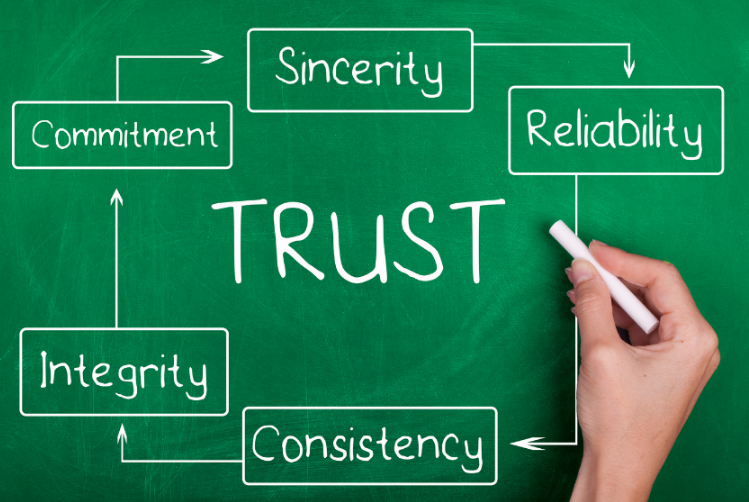 Sincerity
Reliability
Commitment
TRUST
Integrity
Consistency